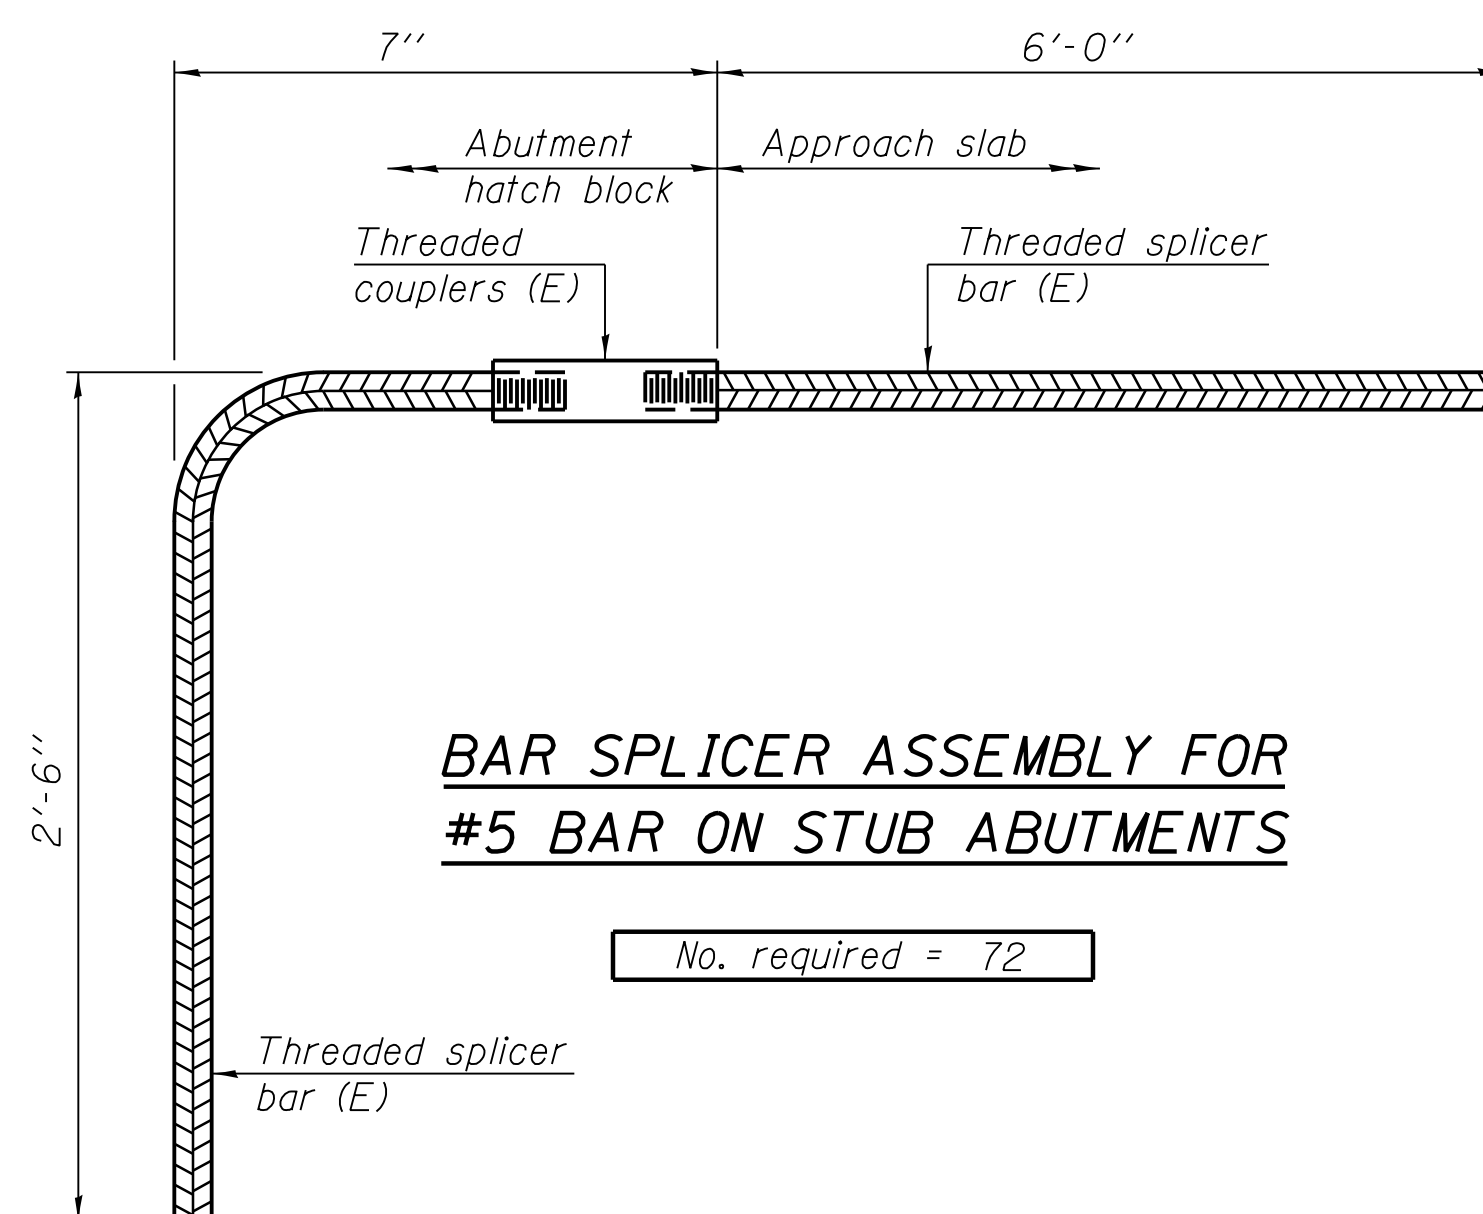 7''
6'-0''
Abutment
hatch block
Approach slab
Threaded
couplers (E)
Threaded splicer
bar (E)
2'-6''
BAR SPLICER ASSEMBLY FOR
#5 BAR ON STUB ABUTMENTS
No. required = 72
Threaded splicer
bar (E)